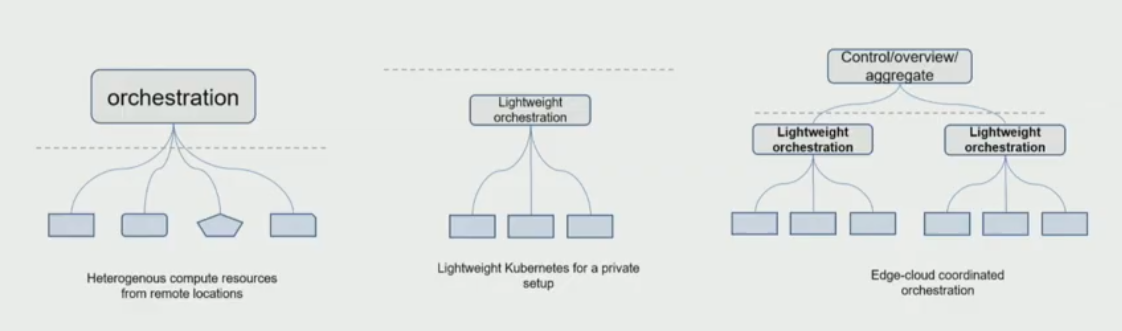 orchestration
Heterogenous compute resources
from remote locations
Lightweight
orchestration
Lightweight Kubernetes for a private
setup
Control/overview/
aggregate
Lightweight
orchestration
Lightweight
orchestration
Edge-cloud coordinated
orchestration